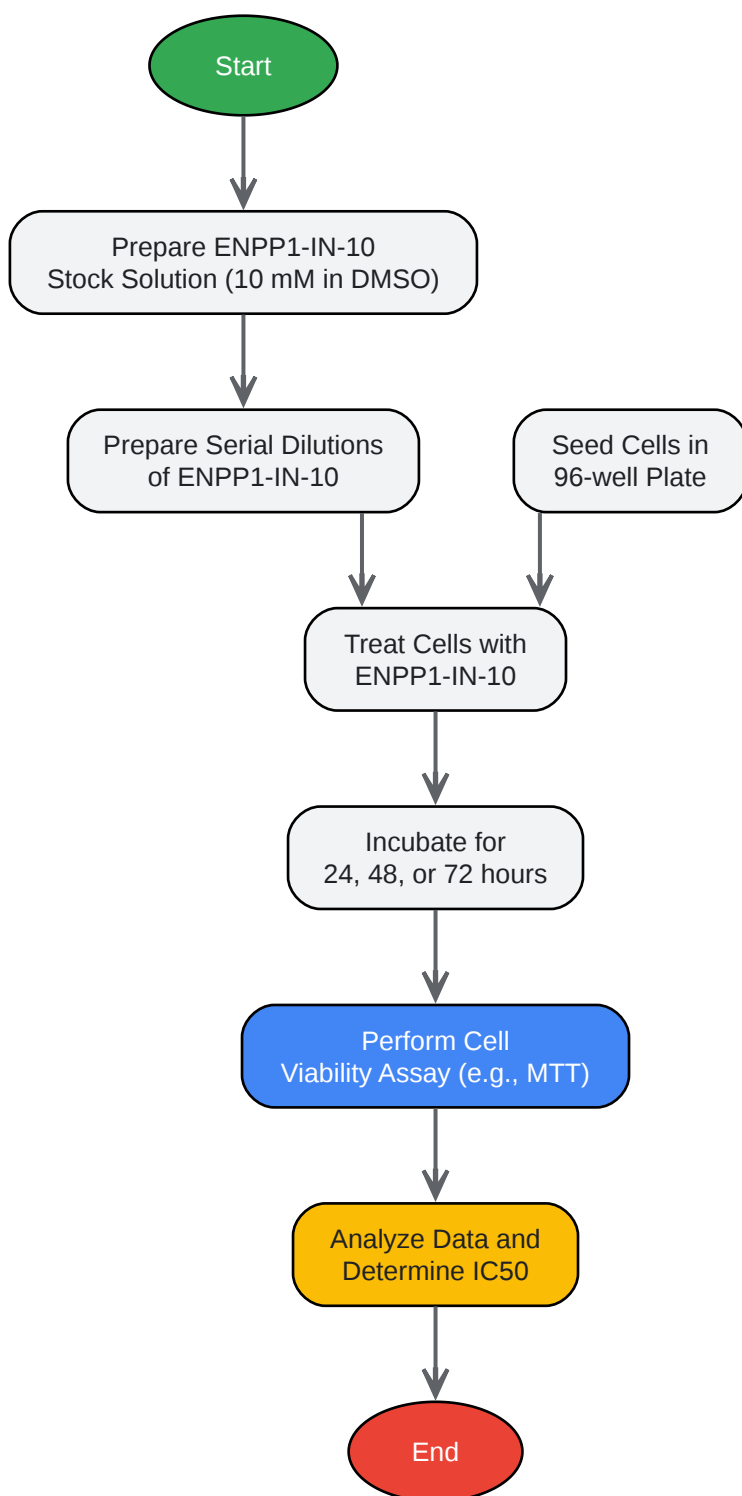 Start
Prepare ENPP1-IN-10
Stock Solution (10 mM in DMSO)
Prepare Serial Dilutions
of ENPP1-IN-10
Seed Cells in
96-well Plate
Treat Cells with
ENPP1-IN-10
Incubate for
24, 48, or 72 hours
Perform Cell
Viability Assay (e.g., MTT)
Analyze Data and
Determine IC50
End